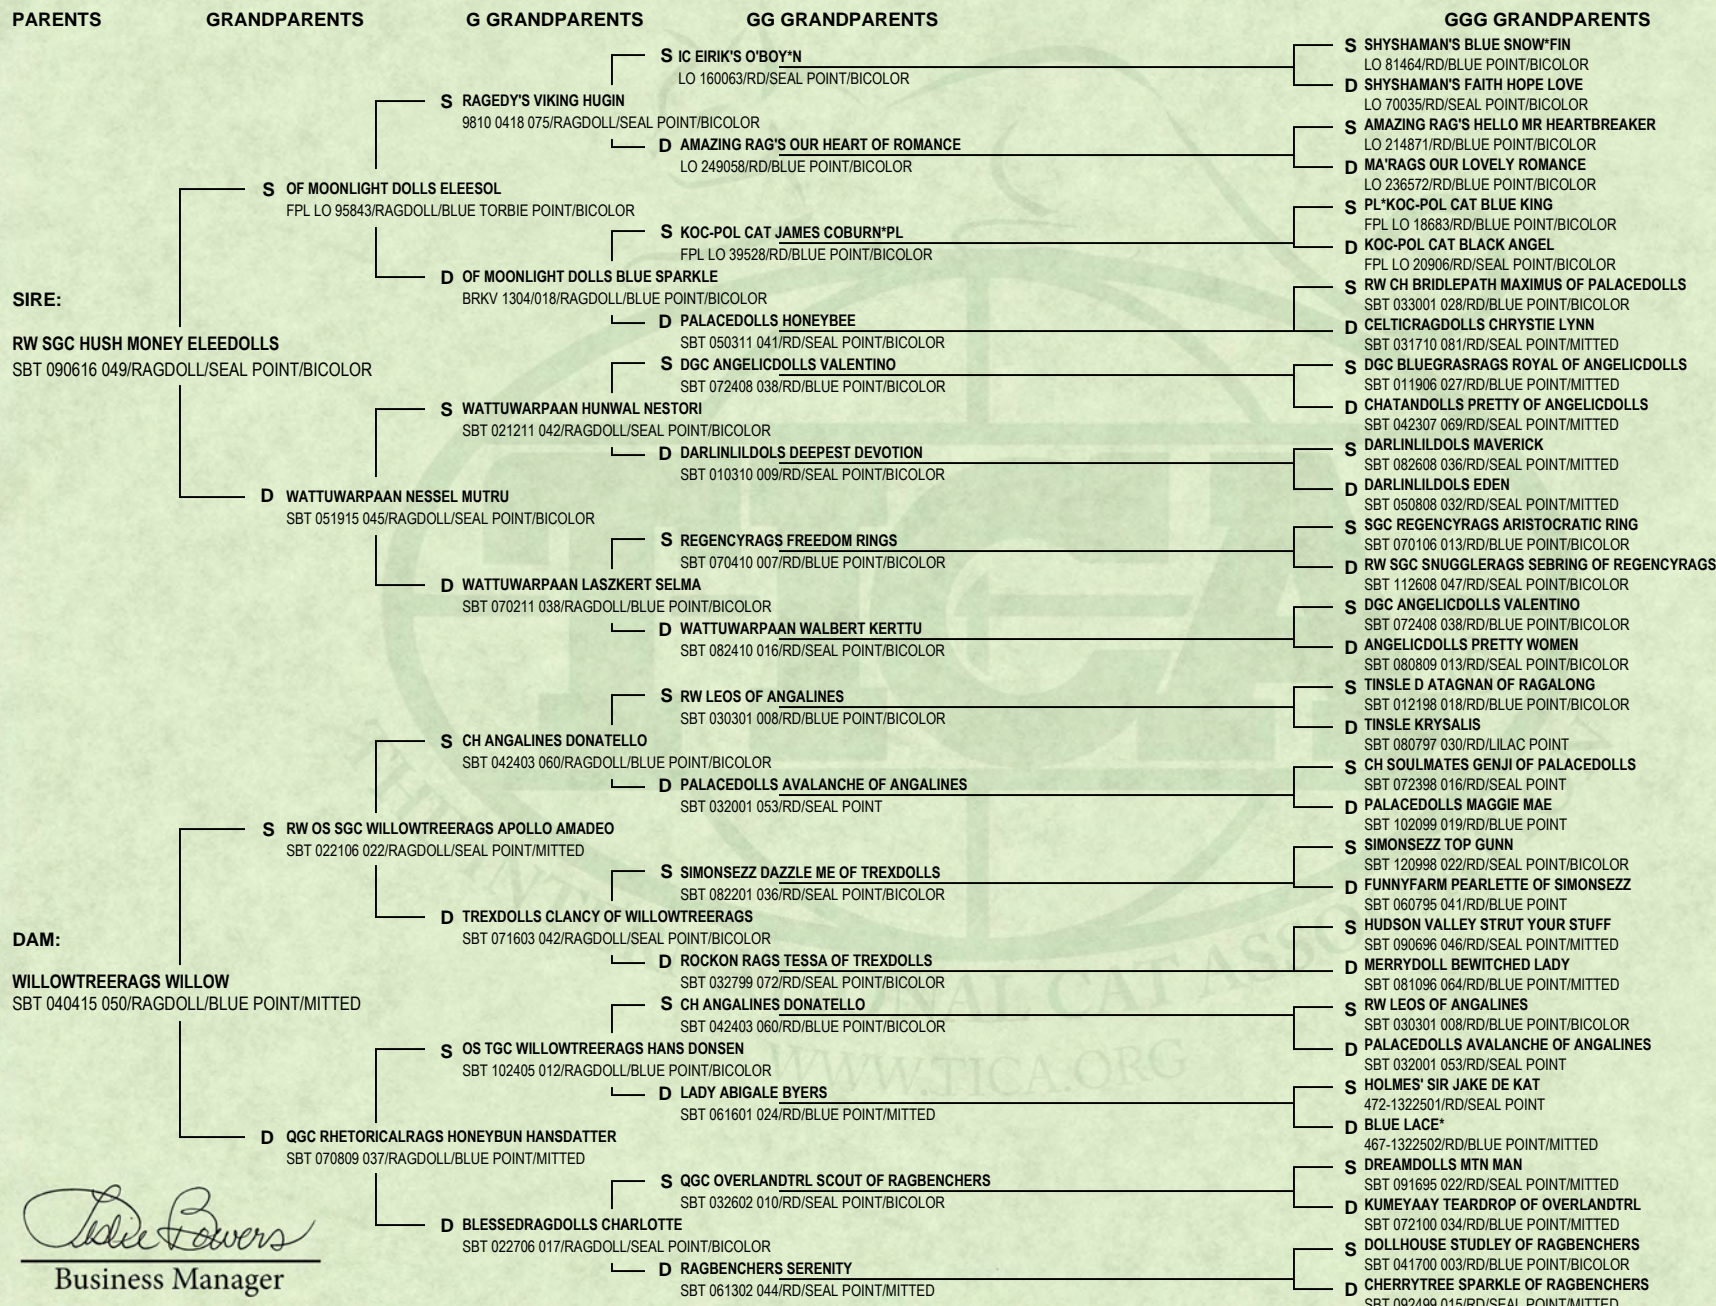 PARENTS GRANDPARENTS G GRANDPARENTS GG GRANDPARENTS GGG GRANDPARENTS
SIRE:
RW SGC HUSH MONEY ELEEDOLLS
SBT 090616 049/RAGDOLL/SEAL POINT/BICOLOR
DAM:
WILLOWTREERAGS WILLOW
SBT 040415 050/RAGDOLL/BLUE POINT/MITTED
S OF MOONLIGHT DOLLS ELEESOL
FPL LO 95843/RAGDOLL/BLUE TORBIE POINT/BICOLOR
D WATTUWARPAAN NESSEL MUTRU
SBT 051915 045/RAGDOLL/SEAL POINT/BICOLOR
S RW OS SGC WILLOWTREERAGS APOLLO AMADEO
SBT 022106 022/RAGDOLL/SEAL POINT/MITTED
D QGC RHETORICALRAGS HONEYBUN HANSDATTER
SBT 070809 037/RAGDOLL/BLUE POINT/MITTED
S RAGEDY'S VIKING HUGIN
9810 0418 075/RAGDOLL/SEAL POINT/BICOLOR
D OF MOONLIGHT DOLLS BLUE SPARKLE
BRKV 1304/018/RAGDOLL/BLUE POINT/BICOLOR
S WATTUWARPAAN HUNWAL NESTORI
SBT 021211 042/RAGDOLL/SEAL POINT/BICOLOR
D WATTUWARPAAN LASZKERT SELMA
SBT 070211 038/RAGDOLL/BLUE POINT/BICOLOR
S CH ANGALINES DONATELLO
SBT 042403 060/RAGDOLL/BLUE POINT/BICOLOR
D TREXDOLLS CLANCY OF WILLOWTREERAGS
SBT 071603 042/RAGDOLL/SEAL POINT/BICOLOR
S OS TGC WILLOWTREERAGS HANS DONSEN
SBT 102405 012/RAGDOLL/BLUE POINT/BICOLOR
D BLESSEDRAGDOLLS CHARLOTTE
SBT 022706 017/RAGDOLL/SEAL POINT/BICOLOR
S IC EIRIK'S O'BOY*N
LO 160063/RD/SEAL POINT/BICOLOR
D AMAZING RAG'S OUR HEART OF ROMANCE
LO 249058/RD/BLUE POINT/BICOLOR
S KOC-POL CAT JAMES COBURN*PL
FPL LO 39528/RD/BLUE POINT/BICOLOR
D PALACEDOLLS HONEYBEE
SBT 050311 041/RD/SEAL POINT/BICOLOR
S DGC ANGELICDOLLS VALENTINO
SBT 072408 038/RD/BLUE POINT/BICOLOR
D DARLINLILDOLS DEEPEST DEVOTION
SBT 010310 009/RD/SEAL POINT/BICOLOR
S REGENCYRAGS FREEDOM RINGS
SBT 070410 007/RD/BLUE POINT/BICOLOR
D WATTUWARPAAN WALBERT KERTTU
SBT 082410 016/RD/SEAL POINT/BICOLOR
S RW LEOS OF ANGALINES
SBT 030301 008/RD/BLUE POINT/BICOLOR
D PALACEDOLLS AVALANCHE OF ANGALINES
SBT 032001 053/RD/SEAL POINT
S SIMONSEZZ DAZZLE ME OF TREXDOLLS
SBT 082201 036/RD/SEAL POINT/BICOLOR
D ROCKON RAGS TESSA OF TREXDOLLS
SBT 032799 072/RD/SEAL POINT/BICOLOR
S CH ANGALINES DONATELLO
SBT 042403 060/RD/BLUE POINT/BICOLOR
D LADY ABIGALE BYERS
SBT 061601 024/RD/BLUE POINT/MITTED
S QGC OVERLANDTRL SCOUT OF RAGBENCHERS
SBT 032602 010/RD/SEAL POINT/BICOLOR
D RAGBENCHERS SERENITY
SBT 061302 044/RD/SEAL POINT/MITTED
S SHYSHAMAN'S BLUE SNOW*FIN
LO 81464/RD/BLUE POINT/BICOLOR
D SHYSHAMAN'S FAITH HOPE LOVE
LO 70035/RD/SEAL POINT/BICOLOR
S AMAZING RAG'S HELLO MR HEARTBREAKER
LO 214871/RD/BLUE POINT/BICOLOR
D MA'RAGS OUR LOVELY ROMANCE
LO 236572/RD/BLUE POINT/BICOLOR
S PL*KOC-POL CAT BLUE KING
FPL LO 18683/RD/BLUE POINT/BICOLOR
D KOC-POL CAT BLACK ANGEL
FPL LO 20906/RD/SEAL POINT/BICOLOR
S RW CH BRIDLEPATH MAXIMUS OF PALACEDOLLS
SBT 033001 028/RD/BLUE POINT/BICOLOR
D CELTICRAGDOLLS CHRYSTIE LYNN
SBT 031710 081/RD/SEAL POINT/MITTED
S DGC BLUEGRASRAGS ROYAL OF ANGELICDOLLS
SBT 011906 027/RD/BLUE POINT/MITTED
D CHATANDOLLS PRETTY OF ANGELICDOLLS
SBT 042307 069/RD/SEAL POINT/MITTED
S DARLINLILDOLS MAVERICK
SBT 082608 036/RD/SEAL POINT/MITTED
D DARLINLILDOLS EDEN
SBT 050808 032/RD/SEAL POINT/MITTED
S SGC REGENCYRAGS ARISTOCRATIC RING
SBT 070106 013/RD/BLUE POINT/BICOLOR
D RW SGC SNUGGLERAGS SEBRING OF REGENCYRAGS
SBT 112608 047/RD/SEAL POINT/BICOLOR
S DGC ANGELICDOLLS VALENTINO
SBT 072408 038/RD/BLUE POINT/BICOLOR
D ANGELICDOLLS PRETTY WOMEN
SBT 080809 013/RD/SEAL POINT/BICOLOR
S TINSLE D ATAGNAN OF RAGALONG
SBT 012198 018/RD/BLUE POINT/BICOLOR
D TINSLE KRYSALIS
SBT 080797 030/RD/LILAC POINT
S CH SOULMATES GENJI OF PALACEDOLLS
SBT 072398 016/RD/SEAL POINT
D PALACEDOLLS MAGGIE MAE
SBT 102099 019/RD/BLUE POINT
S SIMONSEZZ TOP GUNN
SBT 120998 022/RD/SEAL POINT/BICOLOR
D FUNNYFARM PEARLETTE OF SIMONSEZZ
SBT 060795 041/RD/BLUE POINT
S HUDSON VALLEY STRUT YOUR STUFF
SBT 090696 046/RD/SEAL POINT/MITTED
D MERRYDOLL BEWITCHED LADY
SBT 081096 064/RD/BLUE POINT/MITTED
S RW LEOS OF ANGALINES
SBT 030301 008/RD/BLUE POINT/BICOLOR
D PALACEDOLLS AVALANCHE OF ANGALINES
SBT 032001 053/RD/SEAL POINT
S HOLMES' SIR JAKE DE KAT
472-1322501/RD/SEAL POINT
D BLUE LACE*
467-1322502/RD/BLUE POINT/MITTED
S DREAMDOLLS MTN MAN
SBT 091695 022/RD/SEAL POINT/MITTED
D KUMEYAAY TEARDROP OF OVERLANDTRL
SBT 072100 034/RD/BLUE POINT/MITTED
S DOLLHOUSE STUDLEY OF RAGBENCHERS
SBT 041700 003/RD/BLUE POINT/BICOLOR
D CHERRYTREE SPARKLE OF RAGBENCHERS
SBT 092499 015/RD/SEAL POINT/MITTED
TICA
WWW.TICA.ORG
Leslie Bowers
Business Manager